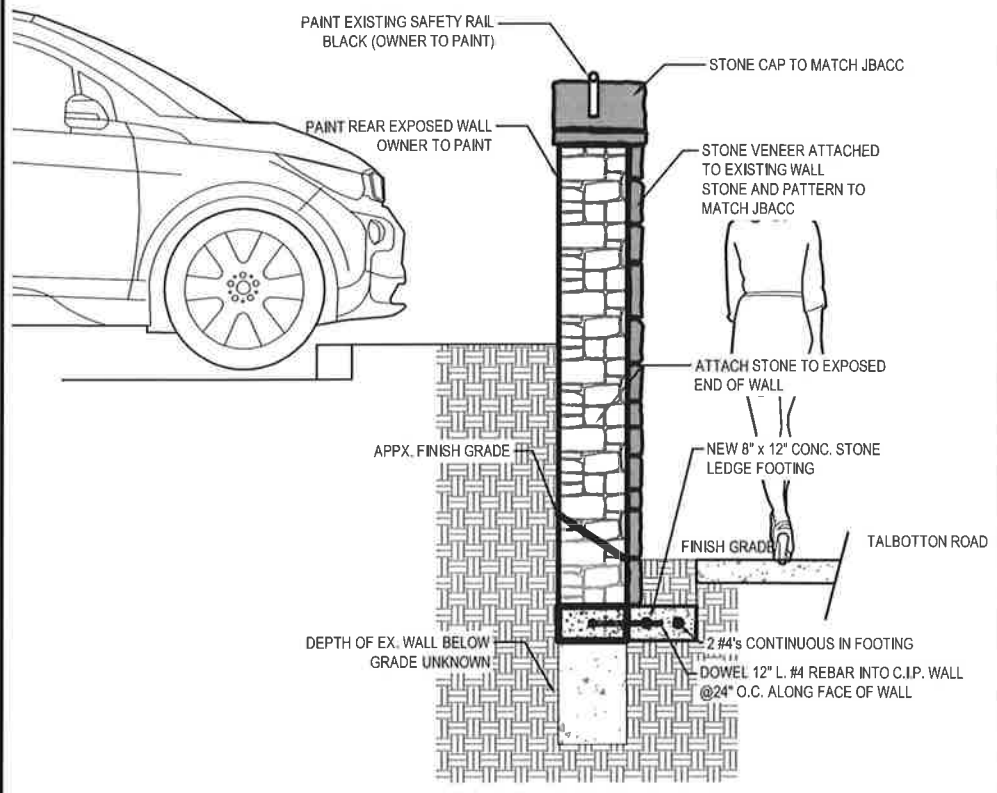 PAINT EXISTING SAFETY RAIL
BLACK (OWNER TO PAINT)
STONE CAP TO MATCH JBACC
PAINT REAR EXPOSED WALL
OWNER TO PAINT
STONE VENEER ATTACHED
TO EXISTING WALL
STONE AND PATTERN TO
MATCH JBACC
ATTACH STONE TO EXPOSED
END OF WALL
APPX. FINISH GRADE
NEW 8" x 12" CONC. STONE
LEDGE FOOTING
FINISH GRADE
TALBOTTON ROAD
DEPTH OF EX. WALL BELOW
GRADE UNKNOWN
2 #4's CONTINUOUS IN FOOTING
DOWEL 12" L. #4 REBAR INTO C.I.P. WALL
@24" O.C. ALONG FACE OF WALL